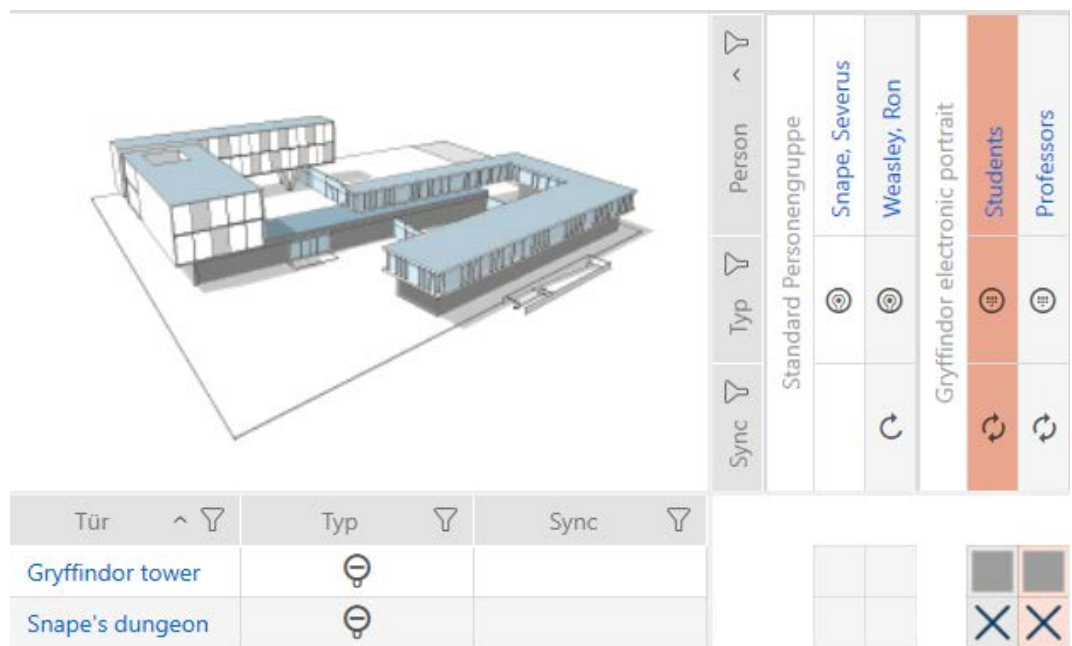 Person
Typ
Sync
Standard Personengruppe
Snape, Severus
Weasley, Ron
Gryffindor electronic portrait
Students
Professors
Tür
Typ
Sync
Gryffindor tower
Snape's dungeon